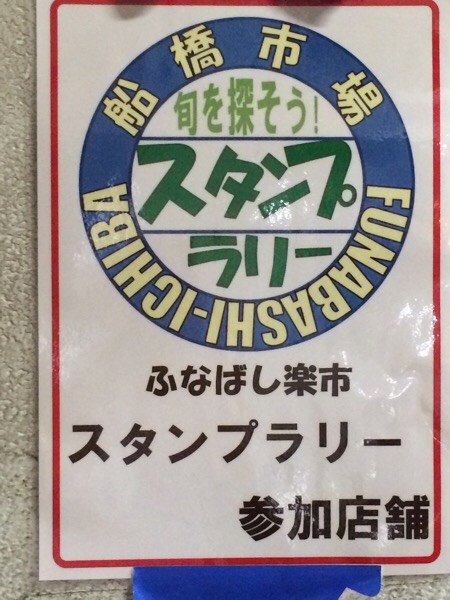 船橋市場
旬を探そう!
スタンプ
ラリー
FUNABASHI-ICHIBA
ふなばし楽市
スタンプラリー
参加店舗